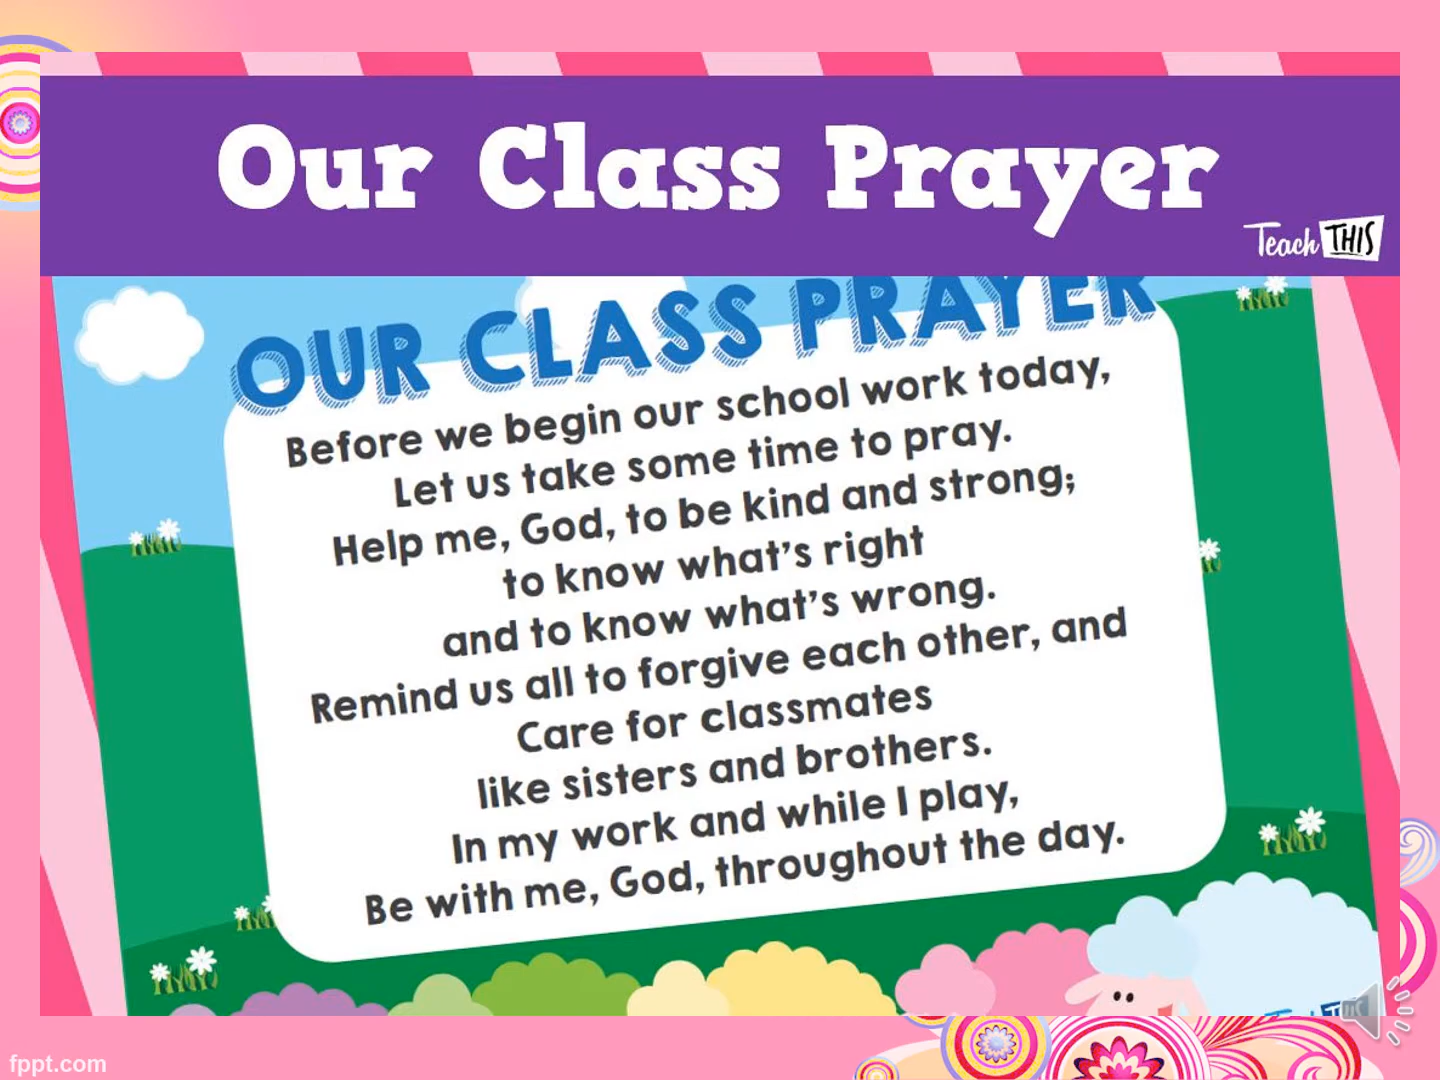 Our Class Prayer
Teach THIS
OUR CLASS PRAYER
Before we begin our school work today,
Let us take some time to pray.
Help me, God, to be kind and strong;
to know what's right
and to know what's wrong.
Remind us all to forgive each other, and
Care for classmates
like sisters and brothers.
In my work and while I play,
Be with me, God, throughout the day.
fppt.com